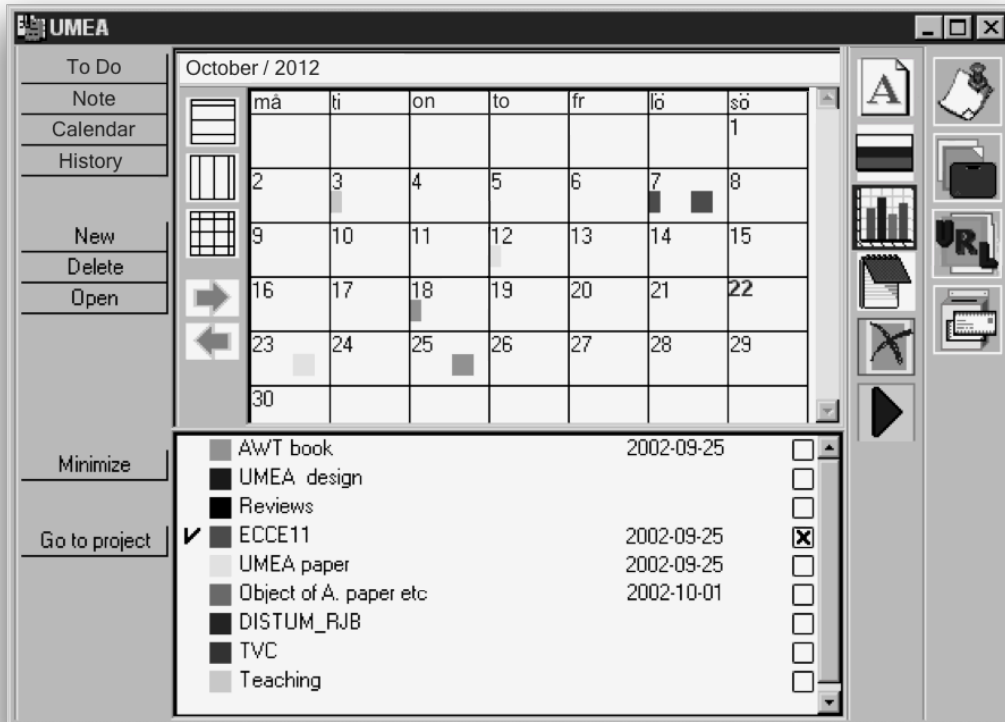 UMEA
To Do
Note
Calendar
History
New
Delete
Open
Minimize
Go to project
October / 2012
må ti on to fr lö sö
1
2 3 4 5 6 7 8
9 10 11 12 13 14 15
16 17 18 19 20 21 22
23 24 25 26 27 28 29
30
AWT book 2002-09-25
UMEA design
Reviews
ECCE11 2002-09-25
UMEA paper 2002-09-25
Object of A. paper etc 2002-10-01
DISTUM_RJB
TVC
Teaching
A
URL